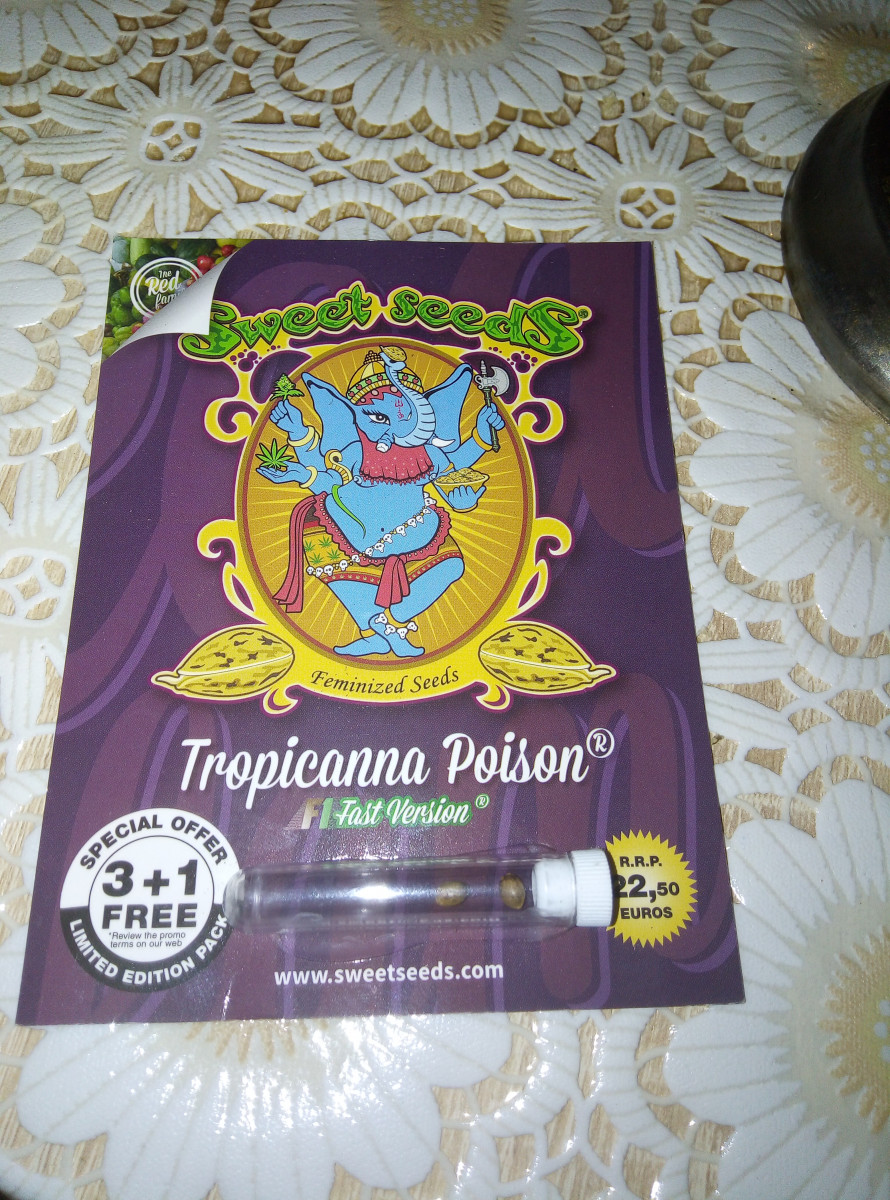 The
Red
Sweet Seeds®
Feminized Seeds
Tropicanna Poison®
F1 Fast Version®
SPECIAL OFFER
3+1
FREE
*Review the promo
terms on our web
LIMITED EDITION PACK
R.R.P.
22,50
EUROS
www.sweetseeds.com